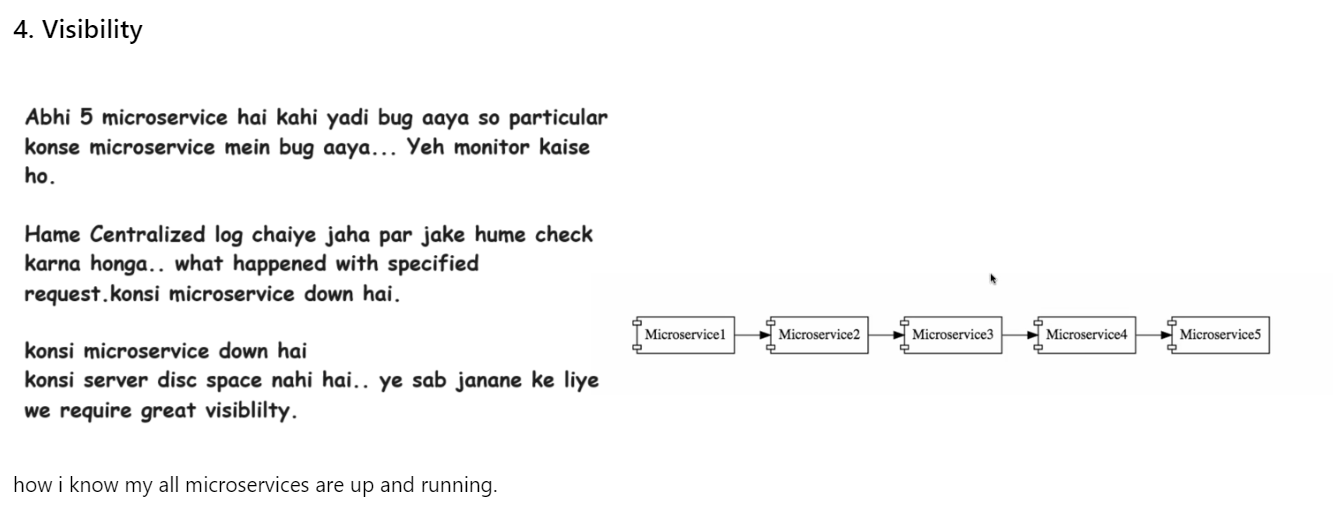 4. Visibility
Abhi 5 microservice hai kahi yadi bug aaya so particular
konse microservice mein bug aaya... Yeh monitor kaise
ho.
Hame Centralized log chaiye jaha par jake hume check
karna honga.. what happened with specified
request.konsi microservice down hai.
konsi microservice down hai
konsi server disc space nahi hai.. ye sab janane ke liye
we require great visiblilty.
Microservice1
Microservice2
Microservice3
Microservice4
Microservice5
how i know my all microservices are up and running.